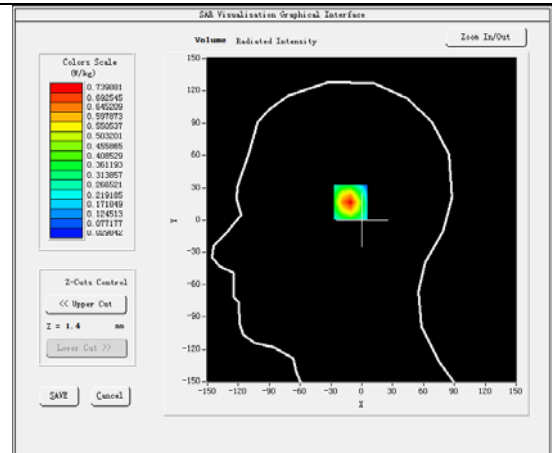 SAR Visualisation Graphical Interface
Volume Radiated Intensity
Zoom In/Out
Colors Scale
(W/kg)
0.739881
0.692545
0.645209
0.597873
0.550537
0.503201
0.455865
0.408529
0.361193
0.313857
0.266521
0.219185
0.171849
0.124513
0.077177
Z-Cuts Control
<< Upper Cut
Z = 1.4 mm
Lower Cut >>
SAVE
Cancel
150
120
90
60
30
0
-30
-60
-90
-120
-150
Y
-150 -120 -90 -60 -30 0 30 60 90 120 150
X